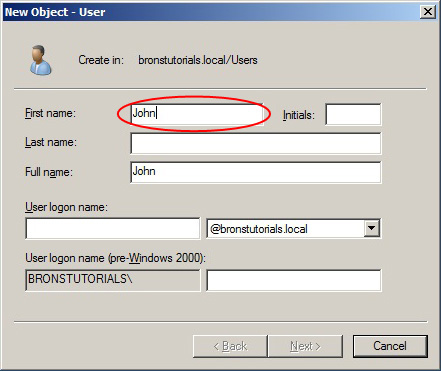 New Object - User
Create in: bronstutorials.local/Users
First name: John Initials:
Last name:
Full name: John
User logon name:
@bronstutorials.local
User logon name (pre-Windows 2000):
BRONSTUTORIALS\
< Back Next > Cancel